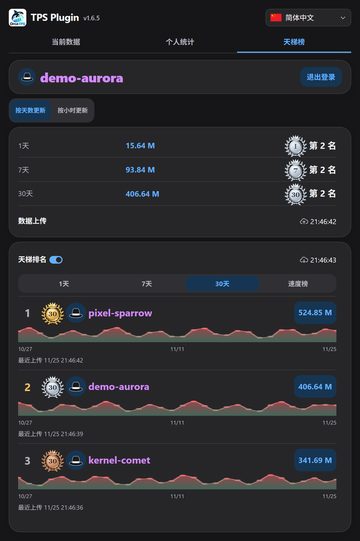 TPS Plugin v1.6.5 简体中文
当前数据 个人统计 天梯榜
demo-aurora 退出登录
按天数更新 按小时更新
1天 15.64 M 1 第 2 名
7天 93.84 M 7 第 2 名
30天 406.64 M 30 第 2 名
数据上传 21:46:42
天梯排名 21:46:43
1天 7天 30天 速度榜
1 30 pixel-sparrow 524.85 M
10/27 11/11 11/25
最近上传 11/25 21:46:42
2 30 demo-aurora 406.64 M
10/27 11/11 11/25
最近上传 11/25 21:46:39
3 30 kernel-comet 341.69 M
10/27 11/11 11/25
最近上传 11/25 21:46:36